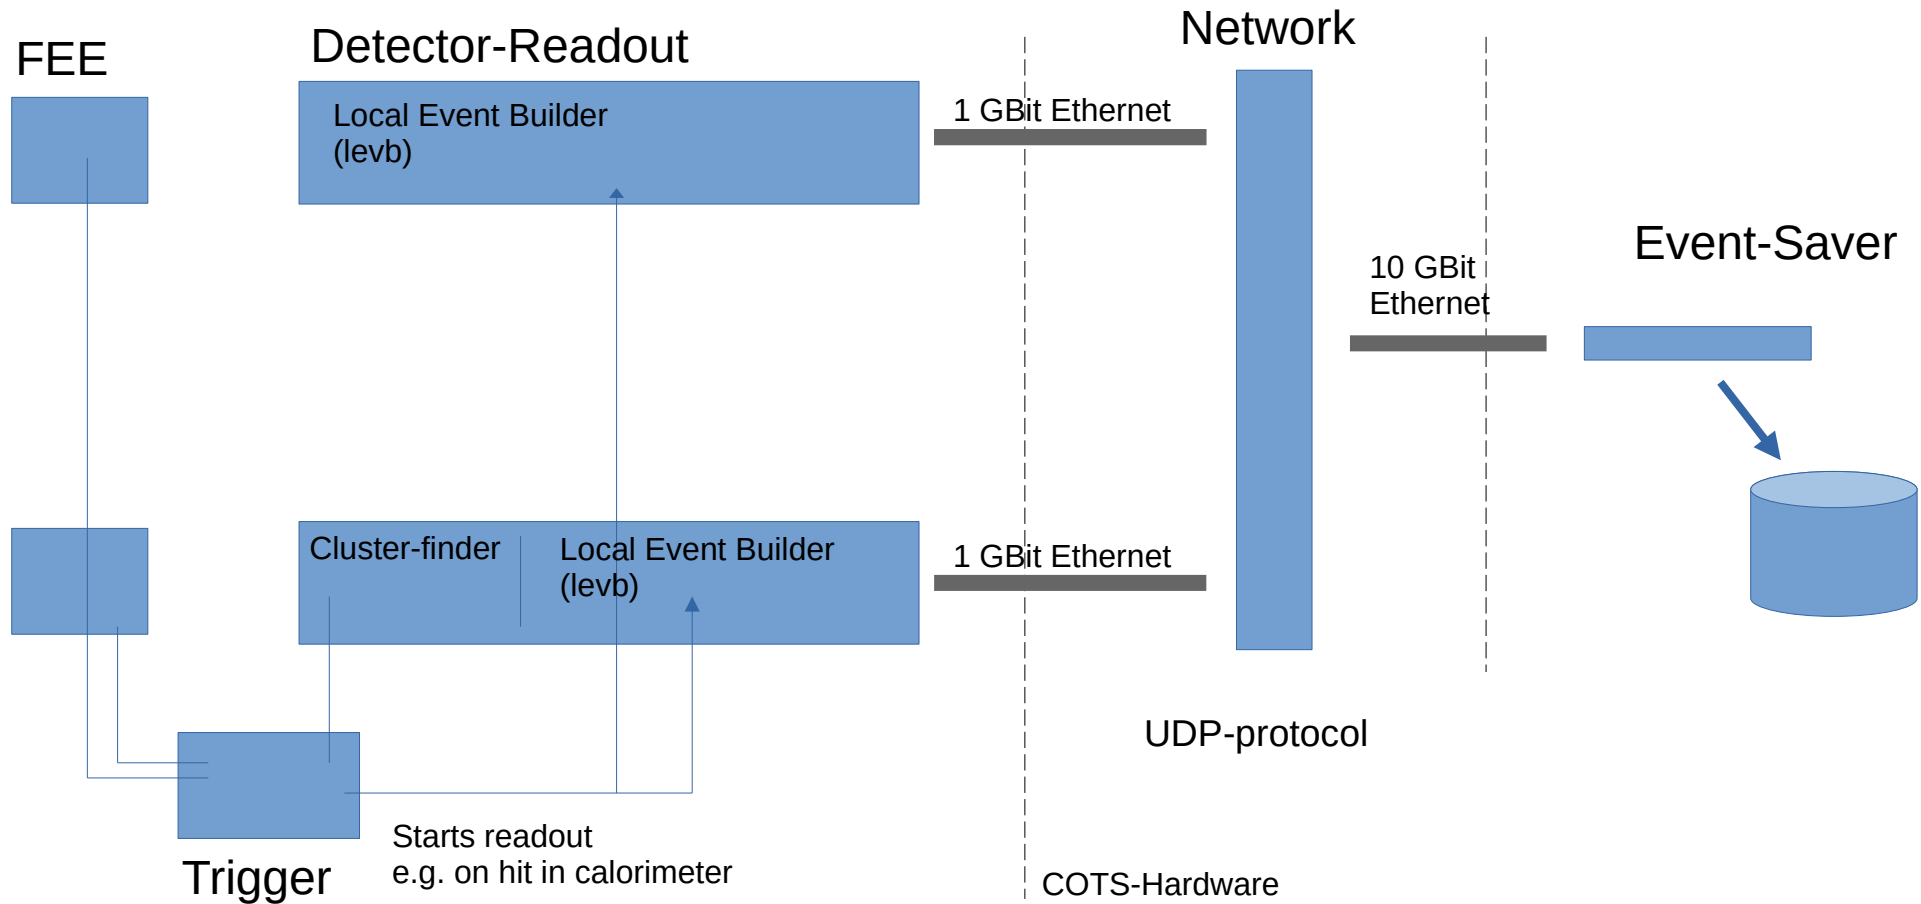 FEE
Detector-Readout
Network
Local Event Builder
(levb)
1 GBit Ethernet
10 GBit
Ethernet
Event-Saver
Cluster-finder
Local Event Builder
(levb)
1 GBit Ethernet
UDP-protocol
Starts readout
e.g. on hit in calorimeter
Trigger
COTS-Hardware